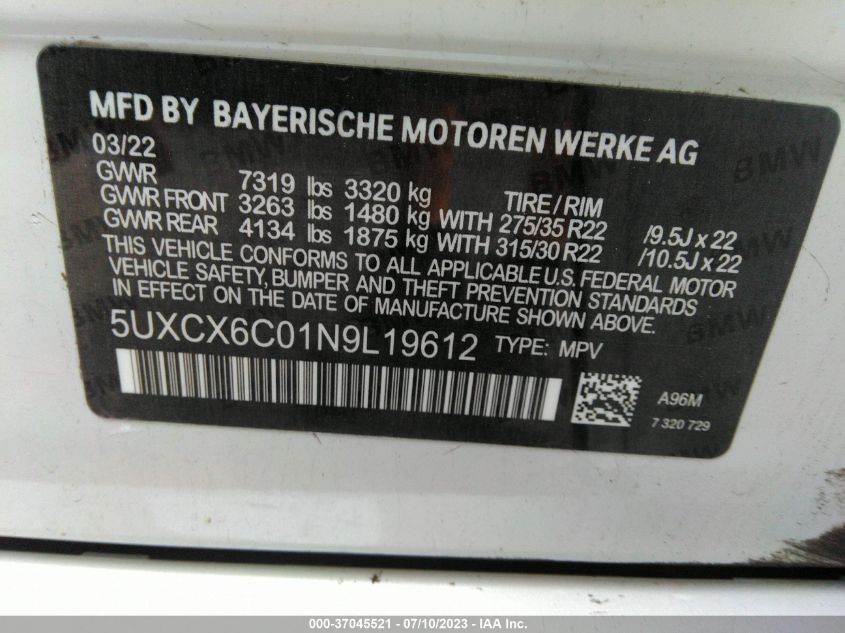 MFD BY BAYERISCHE MOTOREN WERKE AG
03/22
GVWR 7319 lbs 3320 kg TIRE/RIM
GVWR FRONT 3263 lbs 1480 kg WITH 275/35 R22 /9.5J x 22
GVWR REAR 4134 lbs 1875 kg WITH 315/30 R22 /10.5J x 22
THIS VEHICLE CONFORMS TO ALL APPLICABLE U.S. FEDERAL MOTOR
VEHICLE SAFETY, BUMPER AND THEFT PREVENTION STANDARDS
IN EFFECT ON THE DATE OF MANUFACTURE SHOWN ABOVE.
5UXCX6C01N9L19612 TYPE: MPV
A96M
7 320 729
000-37045521 / 07/10/2023 - IAA Inc.